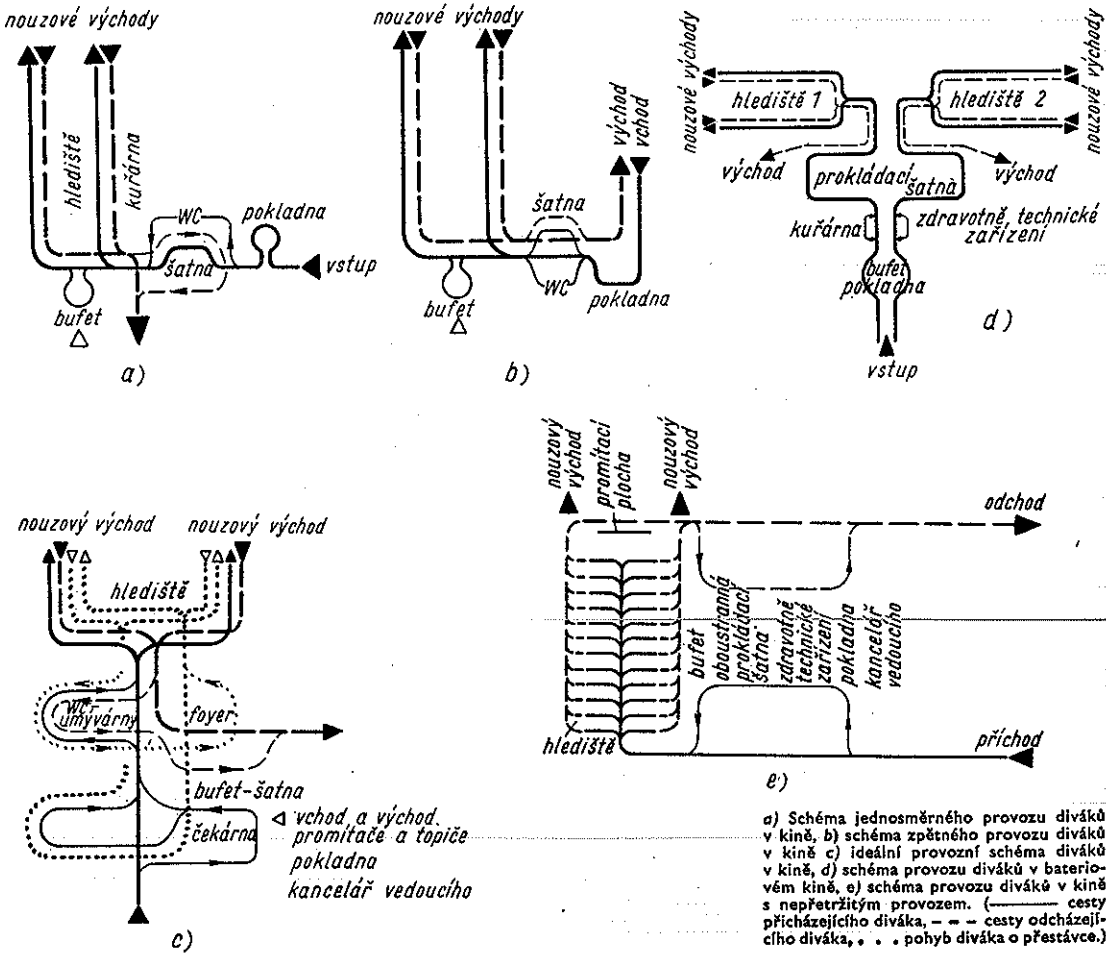 nouzové východy
hlediště
kuřárna
WC
pokladna
šatna
vstup
bufet
a)
nouzové východy
východ
vchod
šatna
WC
bufet
pokladna
b)
nouzové východy
hlediště 1
hlediště 2
nouzové východy
východ
východ
prokládací
šatna
kuřárna
zdravotně, technické
zařízení
bufet
pokladna
vstup
d)
nouzový východ
nouzový východ
hlediště
WC-
umývárny
foyer
bufet-šatna
čekárna
vchod a východ
promítače a topiče
pokladna
kancelář vedoucího
c)
nouzový
východ
promítací
plocha
nouzový
východ
odchod
bufet
oboustranná
prokládací
šatna
zdravotně
technické
zařízení
pokladna
kancelář
vedoucího
hlediště
příchod
e)
a) Schéma jednosměrného provozu diváků
v kině, b) schéma zpětného provozu diváků
v kině c) ideální provozní schéma diváků
v kině, d) schéma provozu diváků v baterio-
vém kině, e) schéma provozu diváků v kině
s nepřetržitým provozem. (——— cesty
přicházejícího diváka, – – – cesty odcházejí-
cího diváka, . . . pohyb diváka o přestávce.)